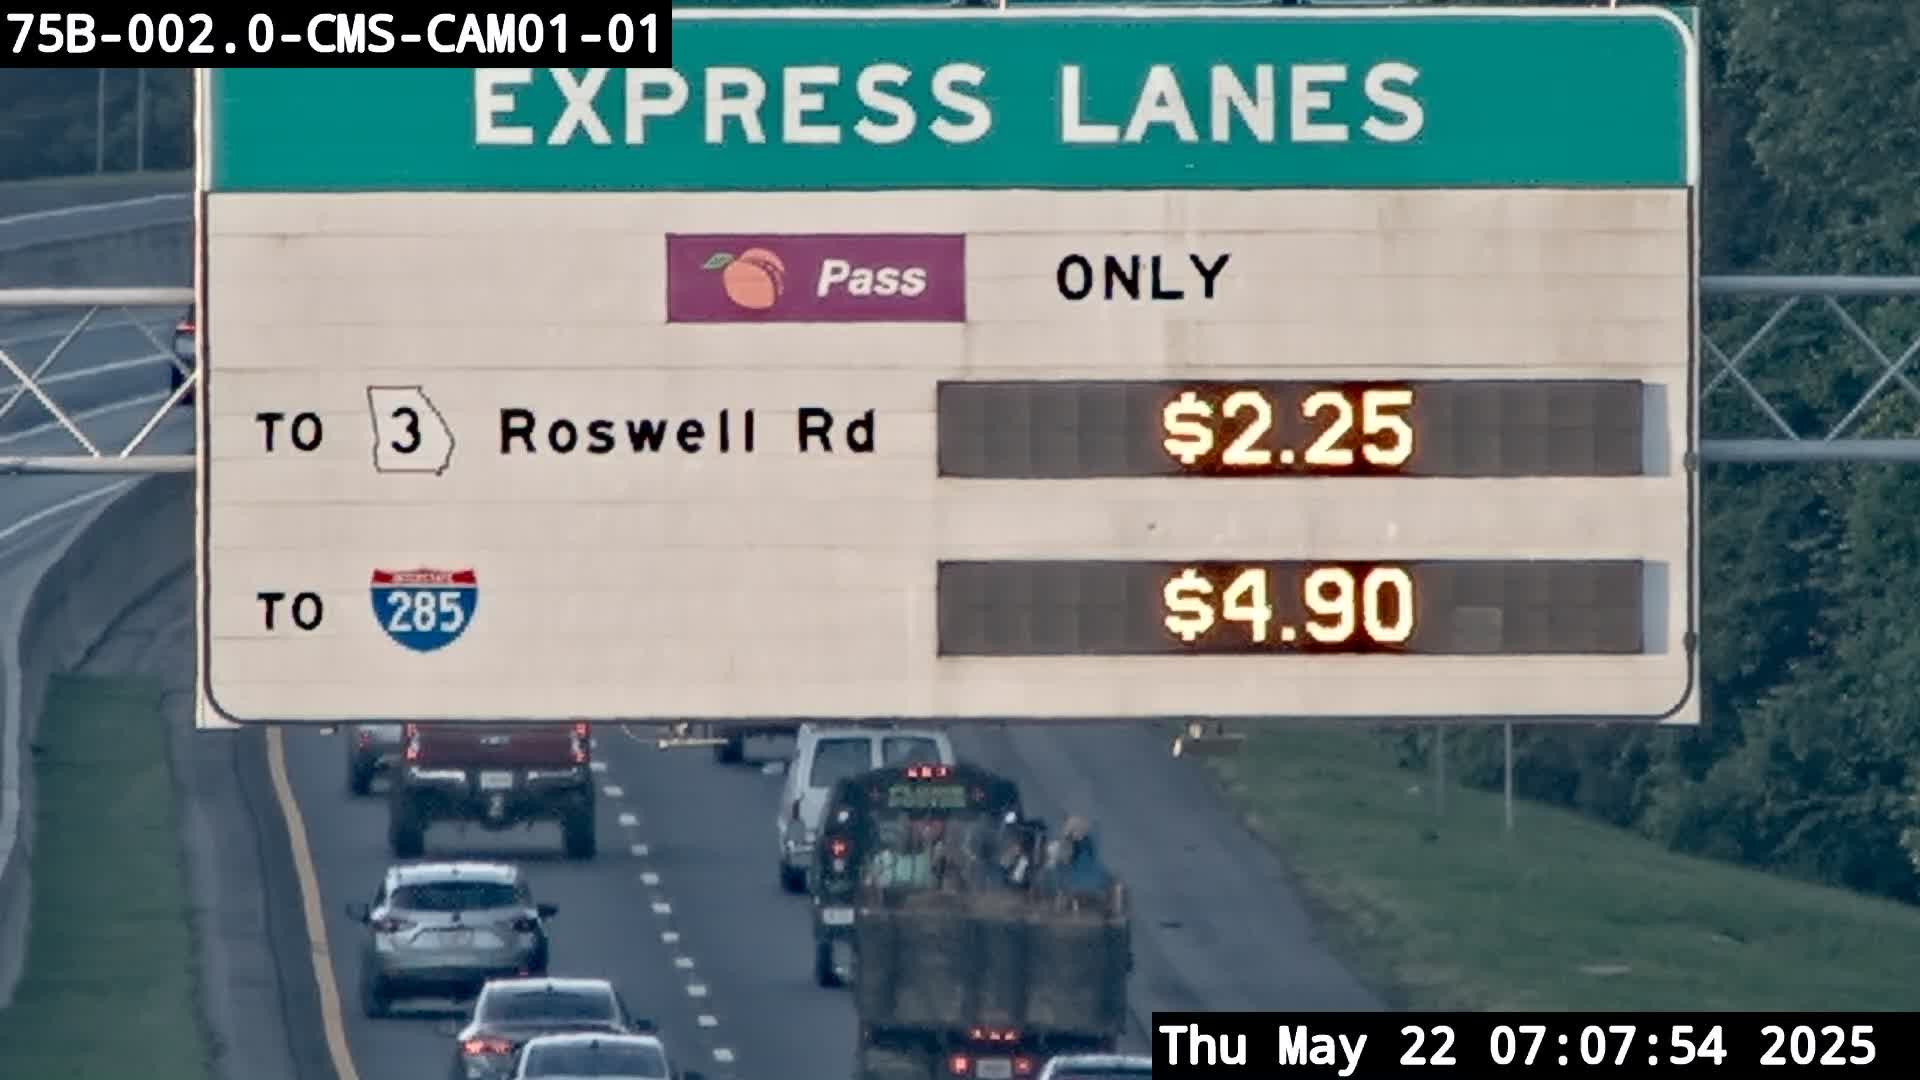 75B-002.0-CMS-CAM01-01
EXPRESS LANES
Pass ONLY
TO 3 Roswell Rd $2.25
TO 285 $4.90
Thu May 22 07:07:54 2025